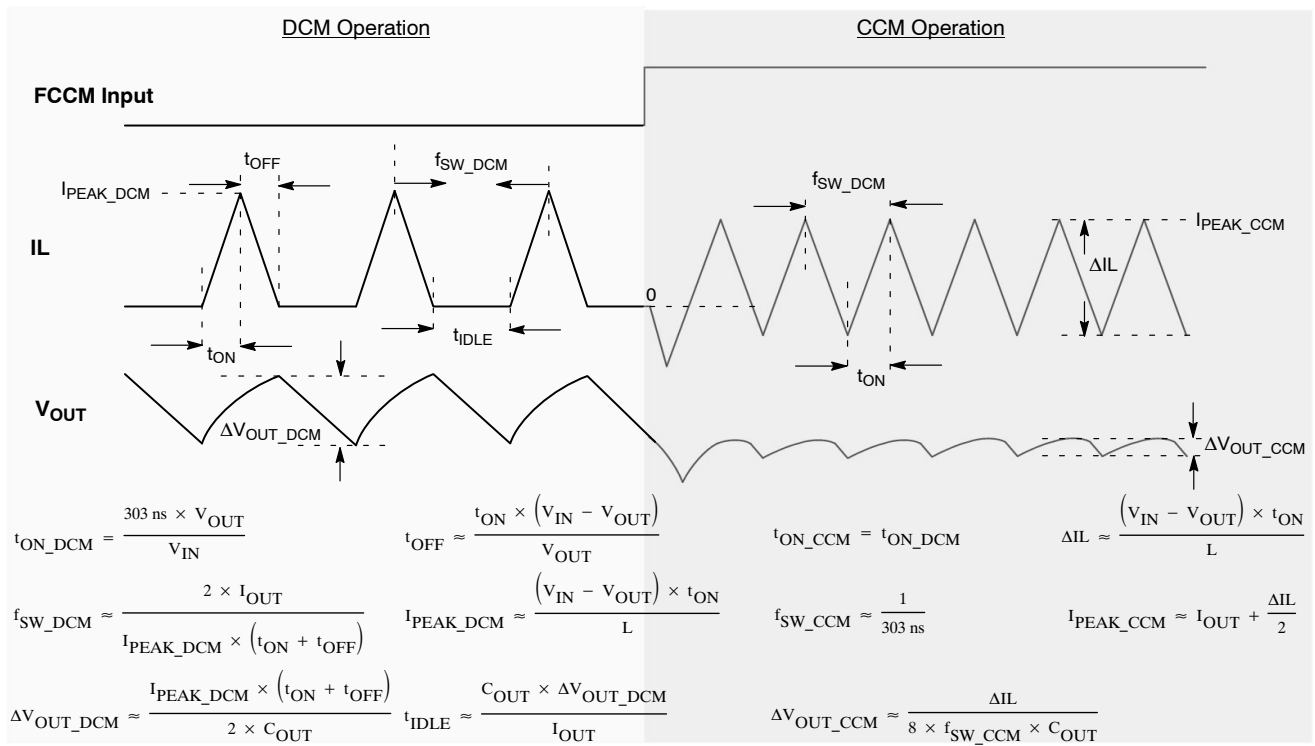 DCM Operation
CCM Operation
FCCM Input
tOFF
fSW_DCM
IPEAK_DCM
fSW_DCM
IPEAK_CCM
IL
ΔIL
0
tON
tIDLE
tON
VOUT
ΔVOUT_DCM
ΔVOUT_CCM
tON_DCM = 303 ns × VOUT / VIN
tOFF ≈ tON × (VIN − VOUT) / VOUT
tON_CCM = tON_DCM
ΔIL ≈ (VIN − VOUT) × tON / L
fSW_DCM ≈ 2 × IOUT / IPEAK_DCM × (tON + tOFF)
IPEAK_DCM ≈ (VIN − VOUT) × tON / L
fSW_CCM ≈ 1 / 303 ns
IPEAK_CCM ≈ IOUT + ΔIL / 2
ΔVOUT_DCM ≈ IPEAK_DCM × (tON + tOFF) / 2 × COUT
tIDLE ≈ COUT × ΔVOUT_DCM / IOUT
ΔVOUT_CCM ≈ ΔIL / 8 × fSW_CCM × COUT